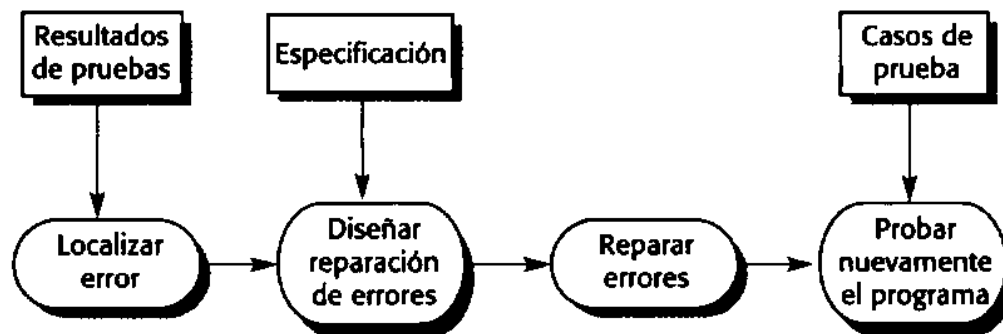 Resultados
de pruebas
Especificación
Casos de
prueba
Localizar
error
Diseñar
reparación
de errores
Reparar
errores
Probar
nuevamente
el programa